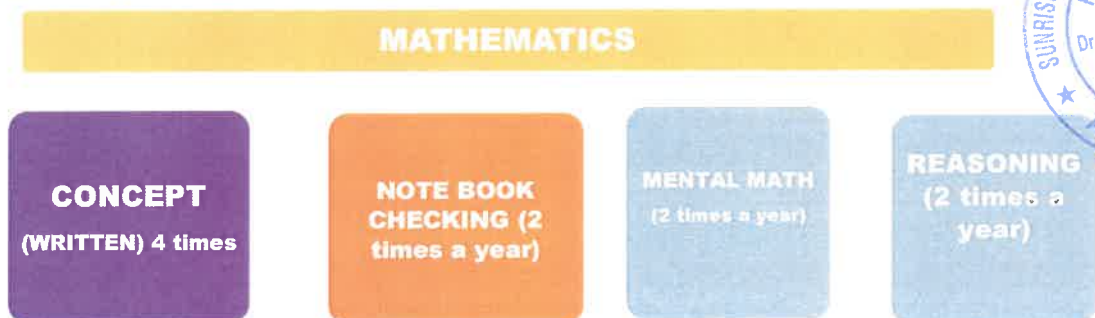 MATHEMATICS
CONCEPT
(WRITTEN) 4 times
NOTE BOOK
CHECKING (2
times a year)
MENTAL MATH
(2 times a year)
REASONING
(2 times a
year)
Dr